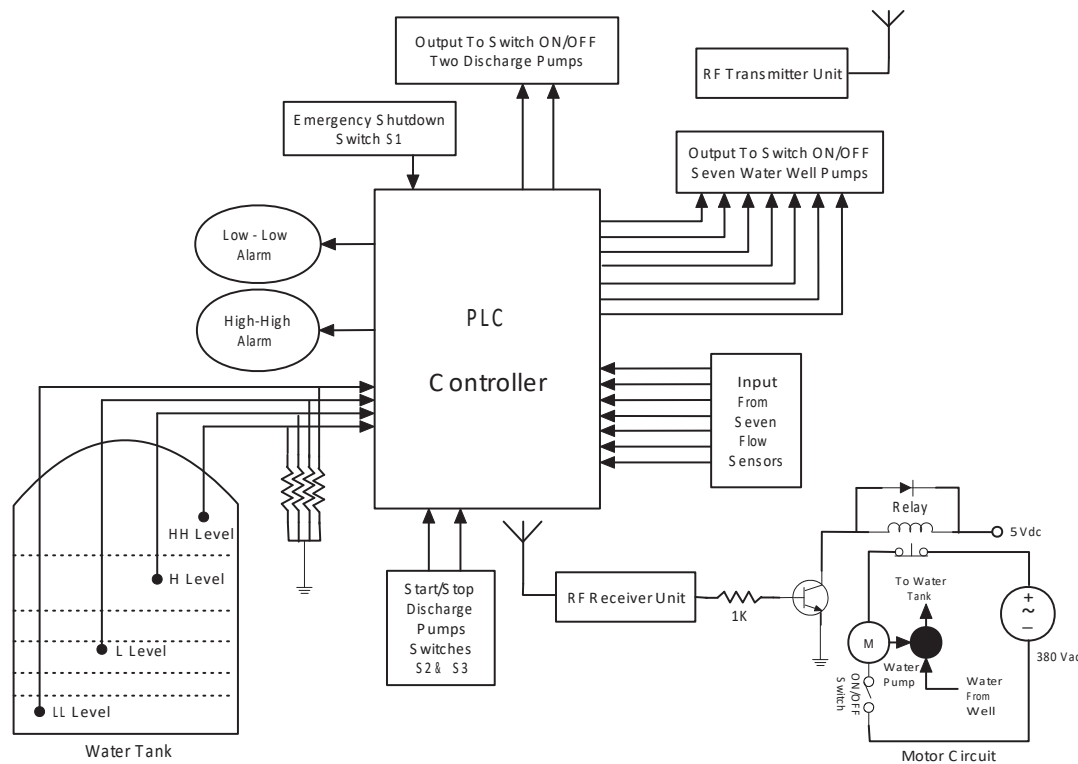 Output To Switch ON/OFF
Two Discharge Pumps
RF Transmitter Unit
Emergency Shutdown
Switch S1
Output To Switch ON/OFF
Seven Water Well Pumps
Low - Low
Alarm
High-High
Alarm
PLC
Controller
Input
From
Seven
Flow
Sensors
HH Level
H Level
L Level
LL Level
Water Tank
Start/Stop
Discharge
Pumps
Switches
S2 & S3
RF Receiver Unit
1K
Relay
5 Vdc
To Water
Tank
M
Water
Pump
ON/OFF
Switch
Water
From
Well
+
~
−
380 Vac
Motor Circuit